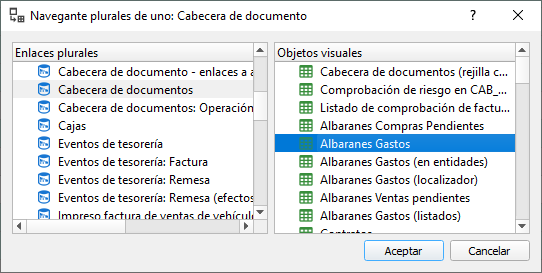 Navegante plurales de uno: Cabecera de documento
Enlaces plurales
Cabecera de documento - enlaces a a
Cabecera de documentos
Cabecera de documentos: Operación
Cajas
Eventos de tesorería
Eventos de tesorería: Factura
Eventos de tesorería: Remesa
Eventos de tesorería: Remesa (efectos
Impreso factura de ventas de vehículo
Objetos visuales
Cabecera de documentos (rejilla c...
Comprobación de riesgo en CAB_...
Listado de comprobación de factu...
Albaranes Compras Pendientes
Albaranes Gastos
Albaranes Gastos (en entidades)
Albaranes Gastos (localizador)
Albaranes Ventas pendientes
Albaranes Gastos (listados)
Contratos
Aceptar
Cancelar